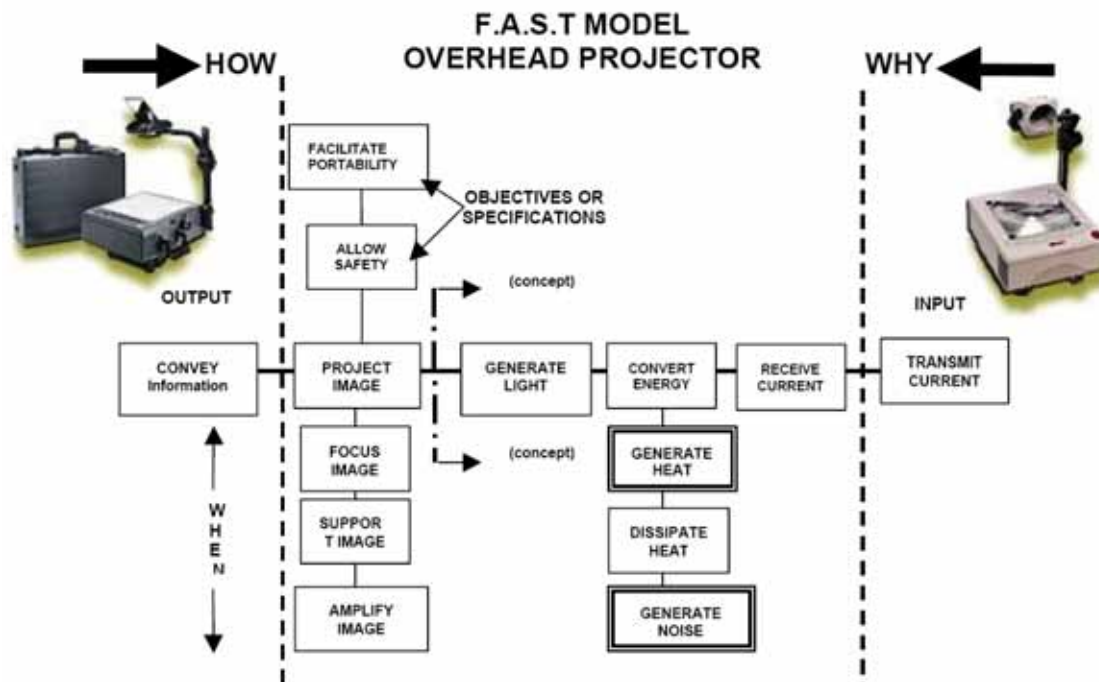 F.A.S.T MODEL
OVERHEAD PROJECTOR
HOW
WHY
FACILITATE
PORTABILITY
OBJECTIVES OR
SPECIFICATIONS
ALLOW
SAFETY
OUTPUT
(concept)
INPUT
CONVEY
Information
PROJECT
IMAGE
GENERATE
LIGHT
CONVERT
ENERGY
RECEIVE
CURRENT
TRANSMIT
CURRENT
FOCUS
IMAGE
(concept)
GENERATE
HEAT
W
H
E
N
SUPPOR
T IMAGE
DISSIPATE
HEAT
AMPLIFY
IMAGE
GENERATE
NOISE